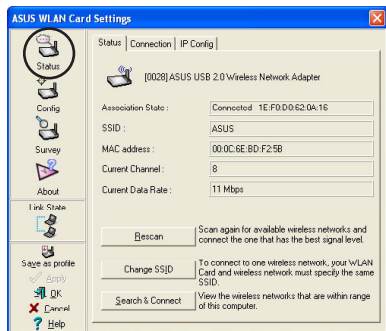 ASUS WLAN Card Settings
Status
Config
Survey
About
Link State
Save as profile
Apply
OK
Cancel
Help
Status Connection IP Config
[0028] ASUS USB 2.0 Wireless Network Adapter
Association State : Connected 1E:F0:D0:62:0A:16
SSID : ASUS
MAC address : 00:0C:6E:BD:F2:5B
Current Channel : 8
Current Data Rate : 11 Mbps
Rescan
Scan again for available wireless networks and
connect the one that has the best signal level.
Change SSID
To connect to one wireless network, your WLAN
Card and wireless network must specify the same
SSID.
Search & Connect
View the wireless networks that are within range
of this computer.